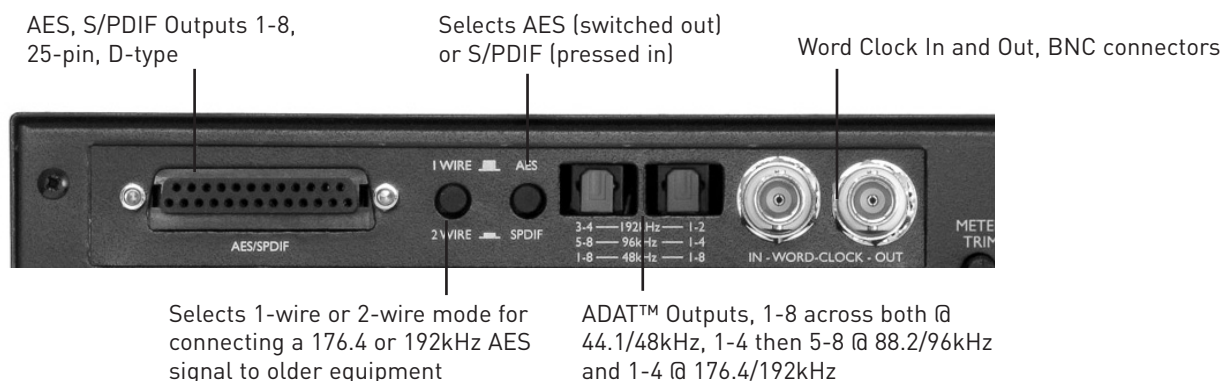 AES, S/PDIF Outputs 1-8,
25-pin, D-type
Selects AES (switched out)
or S/PDIF (pressed in)
Word Clock In and Out, BNC connectors
1 WIRE AES
2 WIRE SPDIF
AES/SPDIF
3-4 192kHz 1-2
5-8 96kHz 1-4
1-8 48kHz 1-8
IN - WORD-CLOCK - OUT
METE
TRIM
Selects 1-wire or 2-wire mode for
connecting a 176.4 or 192kHz AES
signal to older equipment
ADAT™ Outputs, 1-8 across both @
44.1/48kHz, 1-4 then 5-8 @ 88.2/96kHz
and 1-4 @ 176.4/192kHz